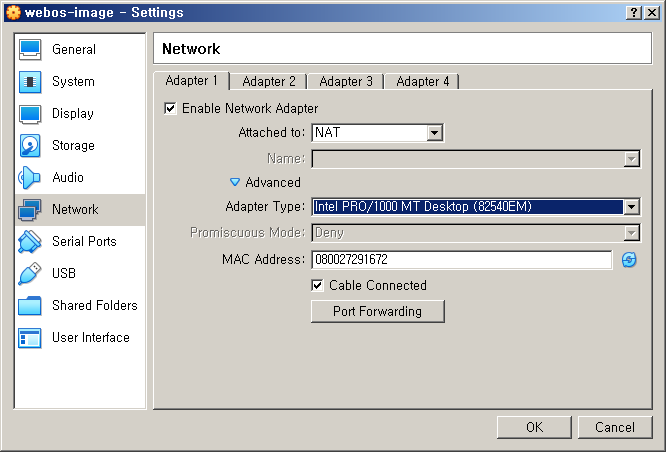 webos-image - Settings
General
System
Display
Storage
Audio
Network
Serial Ports
USB
Shared Folders
User Interface
Network
Adapter 1 Adapter 2 Adapter 3 Adapter 4
Enable Network Adapter
Attached to: NAT
Name:
Advanced
Adapter Type: Intel PRO/1000 MT Desktop (82540EM)
Promiscuous Mode: Deny
MAC Address: 080027291672
Cable Connected
Port Forwarding
OK Cancel